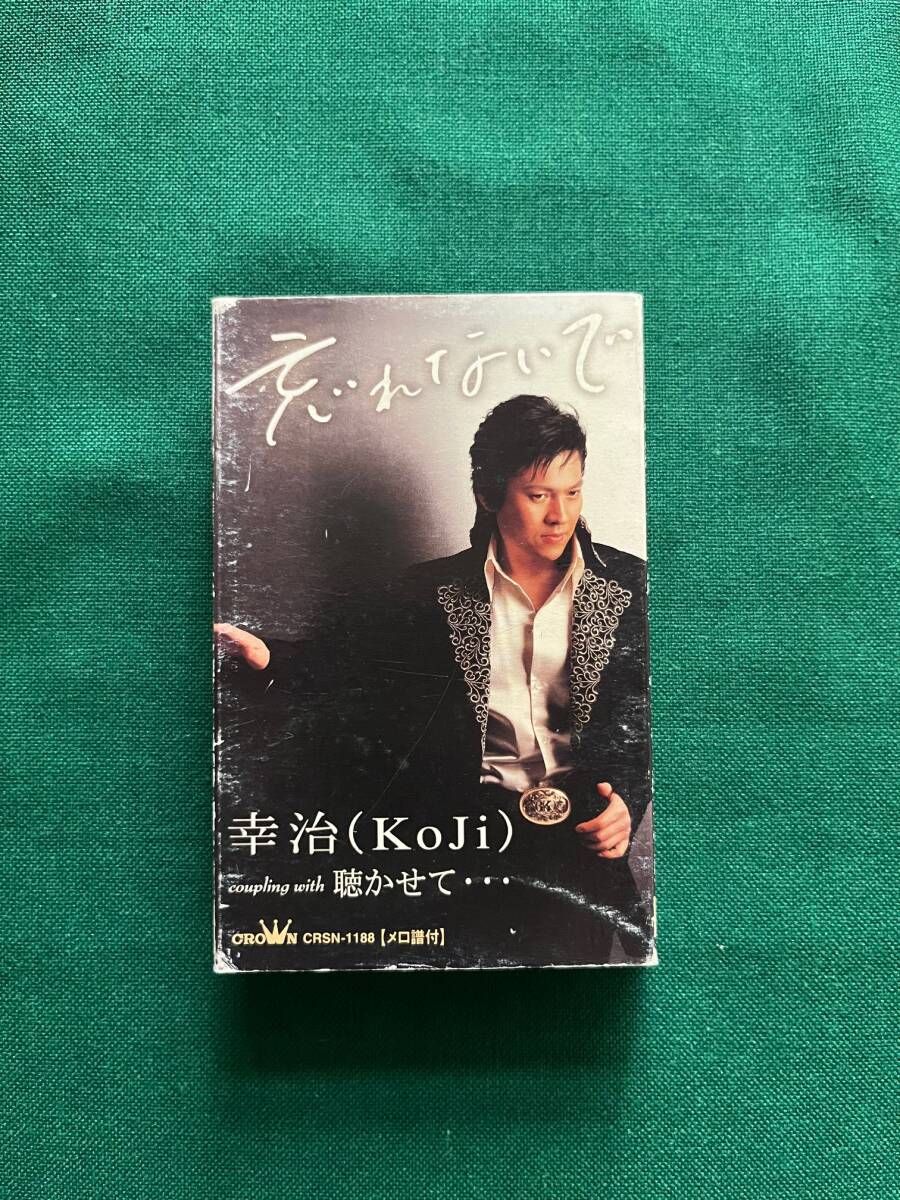 忘れないで
幸治(KoJi)
coupling with 聴かせて・・・
CROWN CRSN-1188【メロ譜付】